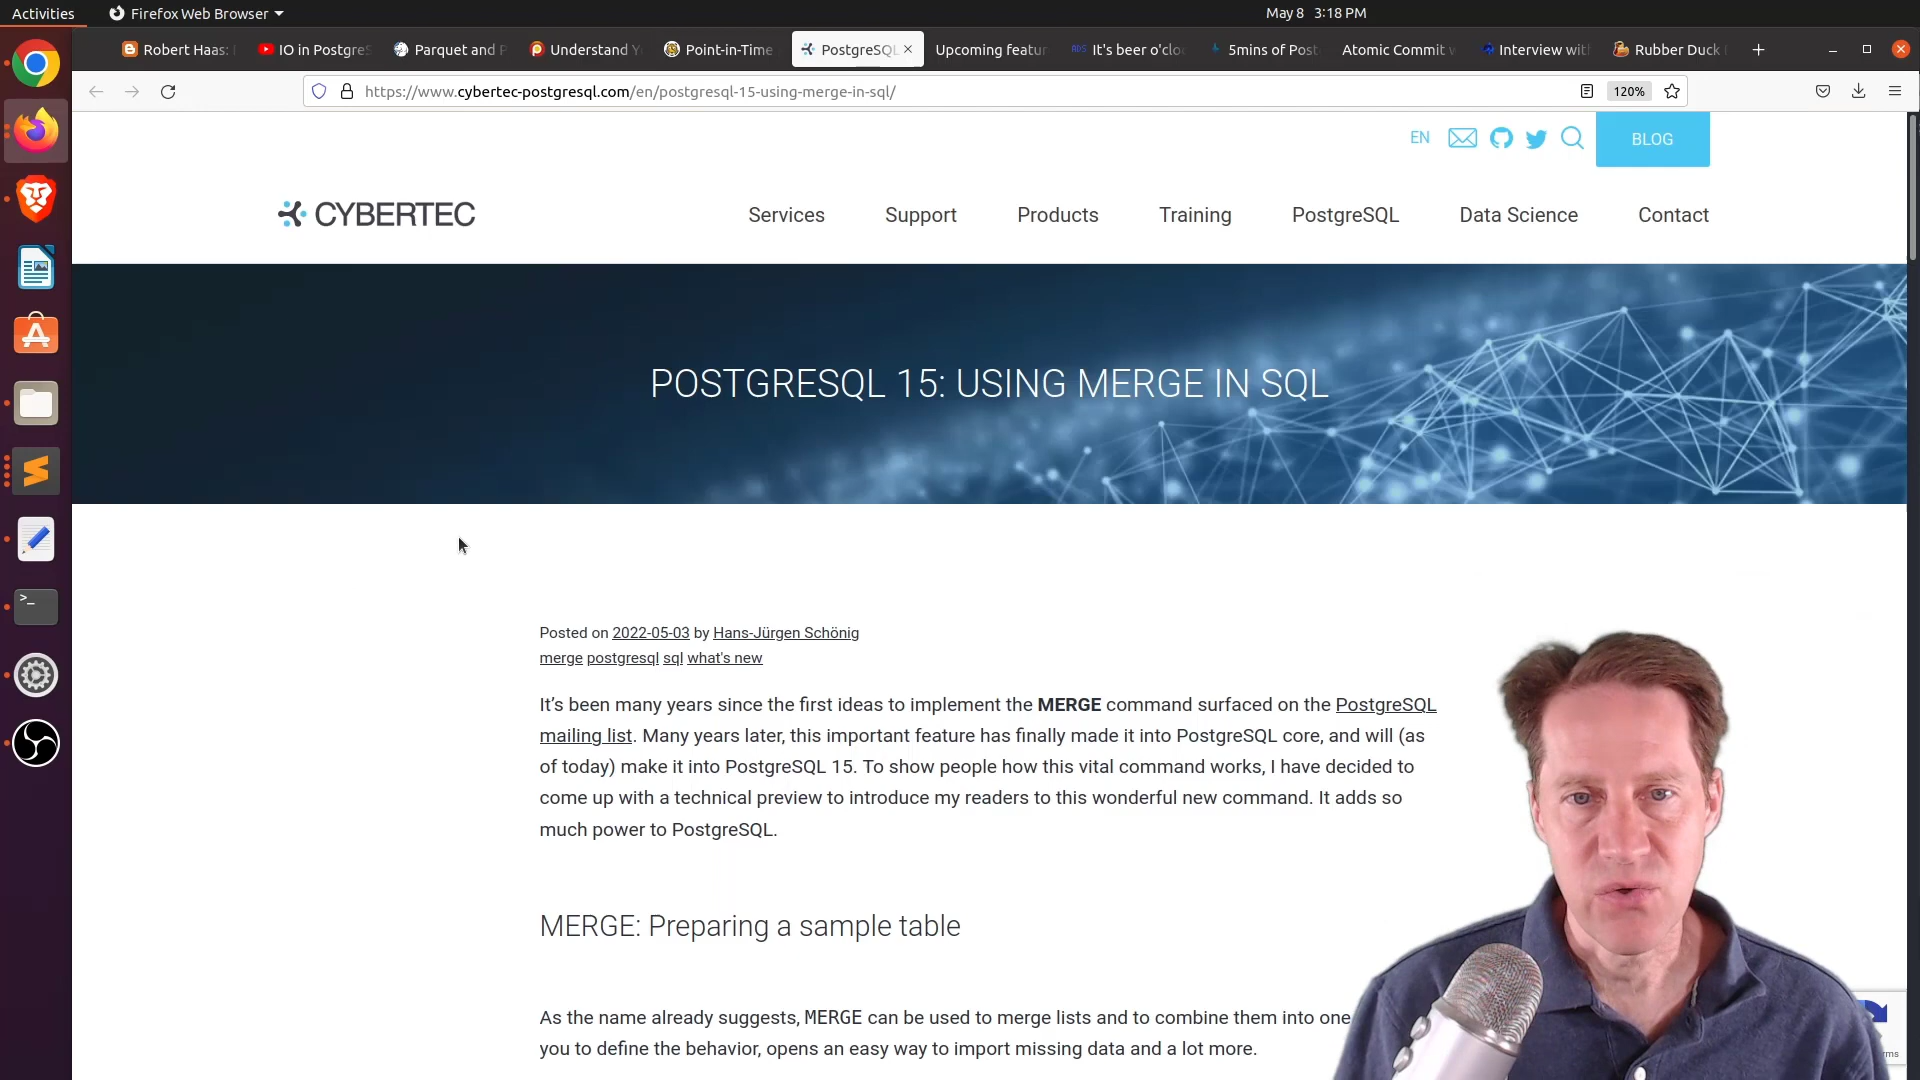 Activities
Firefox Web Browser
May 8 3:18 PM
Robert Haas:
IO in Postgre
Parquet and
Understand
Point-in-Time
PostgreSQL
Upcoming featur
It's beer o'clo
5mins of Post
Atomic Commit
Interview wit
Rubber Duck
https://www.cybertec-postgresql.com/en/postgresql-15-using-merge-in-sql/
120%
EN
BLOG
CYBERTEC
Services
Support
Products
Training
PostgreSQL
Data Science
Contact
POSTGRESQL 15: USING MERGE IN SQL
Posted on 2022-05-03 by Hans-Jürgen Schönig
merge postgresql sql what's new
It’s been many years since the first ideas to implement the MERGE command surfaced on the PostgreSQL
mailing list. Many years later, this important feature has finally made it into PostgreSQL core, and will (as
of today) make it into PostgreSQL 15. To show people how this vital command works, I have decided to
come up with a technical preview to introduce my readers to this wonderful new command. It adds so
much power to PostgreSQL.
MERGE: Preparing a sample table
As the name already suggests, MERGE can be used to merge lists and to combine them into one
you to define the behavior, opens an easy way to import missing data and a lot more.